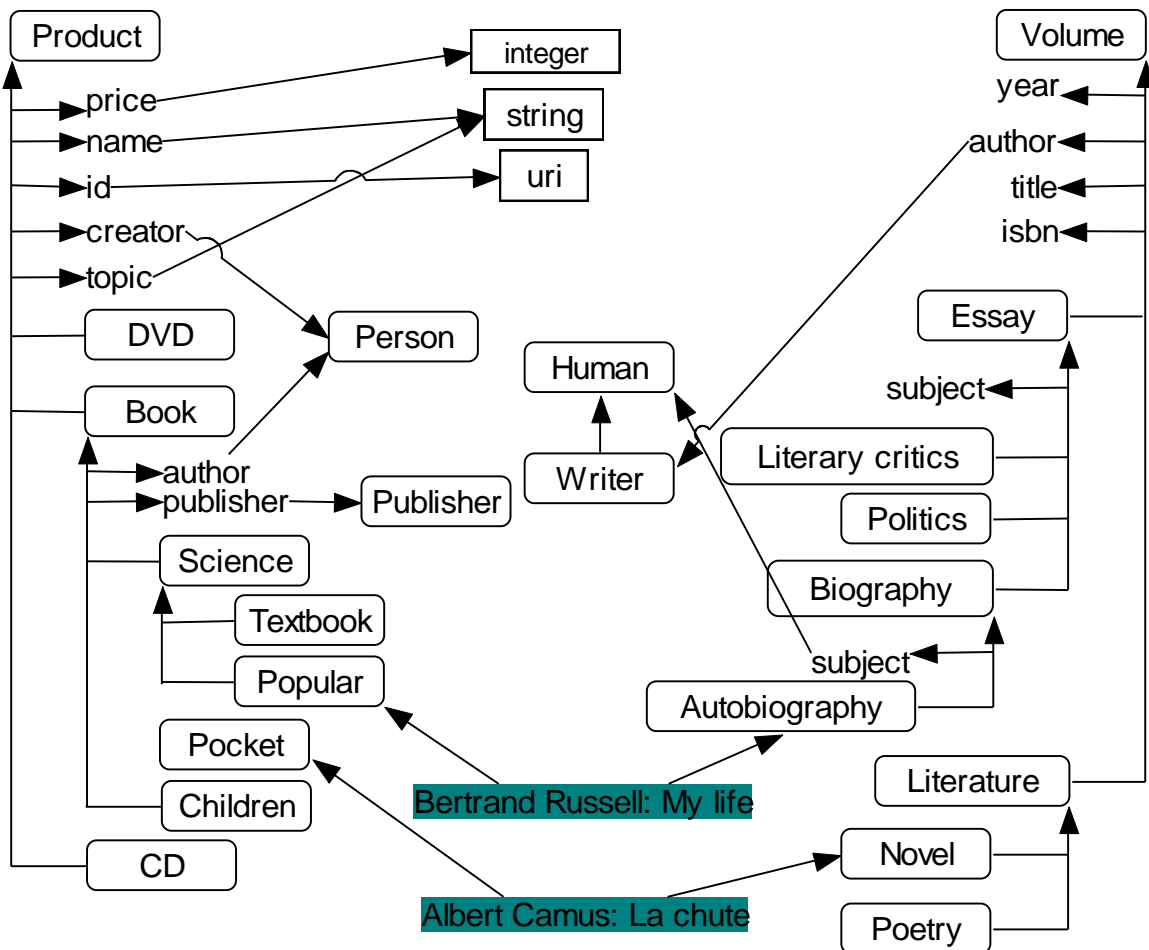 Product
price
name
id
creator
topic
DVD
Book
author
publisher
Science
Textbook
Popular
Pocket
Children
CD
integer
string
uri
Person
Publisher
Human
Writer
Bertrand Russell: My life
Albert Camus: La chute
Volume
year
author
title
isbn
Essay
subject
Literary critics
Politics
Biography
subject
Autobiography
Literature
Novel
Poetry